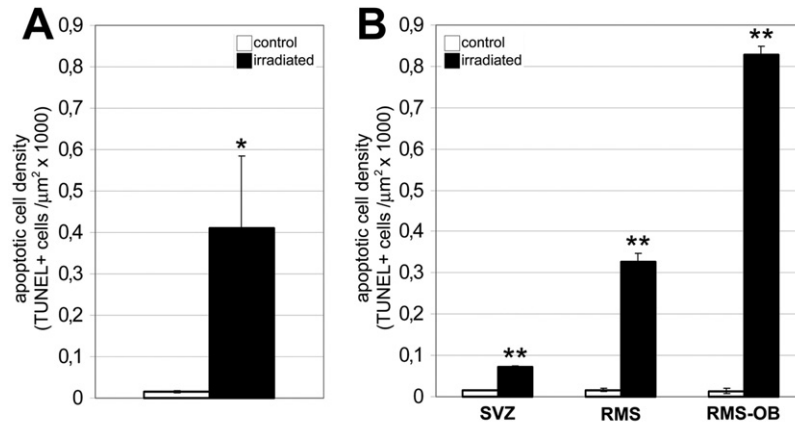 A
apoptotic cell density
(TUNEL+ cells /μm² x 1000)
0,9
0,8
0,7
0,6
0,5
0,4
0,3
0,2
0,1
0
control
irradiated
*
B
apoptotic cell density
(TUNEL+ cells /μm² x 1000)
0,9
0,8
0,7
0,6
0,5
0,4
0,3
0,2
0,1
0
control
irradiated
**
**
**
SVZ RMS RMS-OB